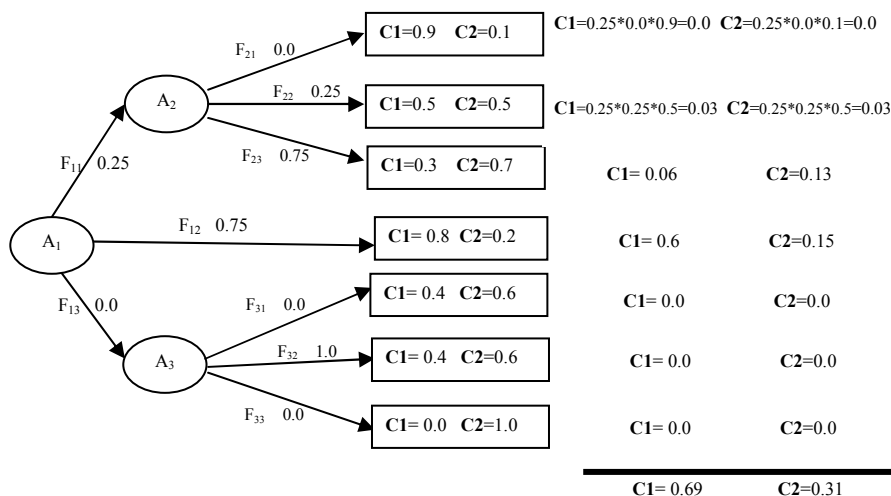 F21 0.0
C1=0.9 C2=0.1
C1=0.25*0.0*0.9=0.0 C2=0.25*0.0*0.1=0.0
A2
F22 0.25
C1=0.5 C2=0.5
C1=0.25*0.25*0.5=0.03 C2=0.25*0.25*0.5=0.03
F23 0.75
C1=0.3 C2=0.7
C1= 0.06 C2=0.13
F11 0.25
A1
F12 0.75
C1= 0.8 C2=0.2
C1= 0.6 C2=0.15
F13 0.0
F31 0.0
C1= 0.4 C2=0.6
C1= 0.0 C2=0.0
A3
F32 1.0
C1= 0.4 C2=0.6
C1= 0.0 C2=0.0
F33 0.0
C1= 0.0 C2=1.0
C1= 0.0 C2=0.0
C1= 0.69 C2=0.31